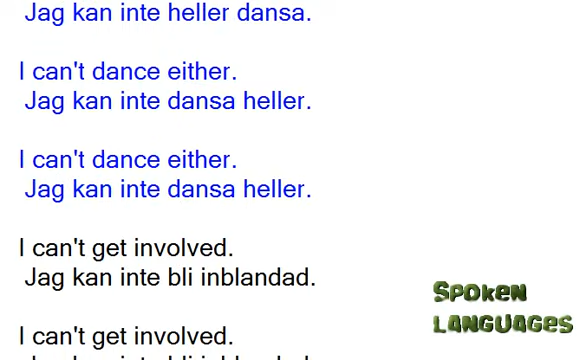 Jag kan inte heller dansa.
I can't dance either.
Jag kan inte dansa heller.
I can't dance either.
Jag kan inte dansa heller.
I can't get involved.
Jag kan inte bli inblandad.
I can't get involved.
SPOKEN
LANGUAGES